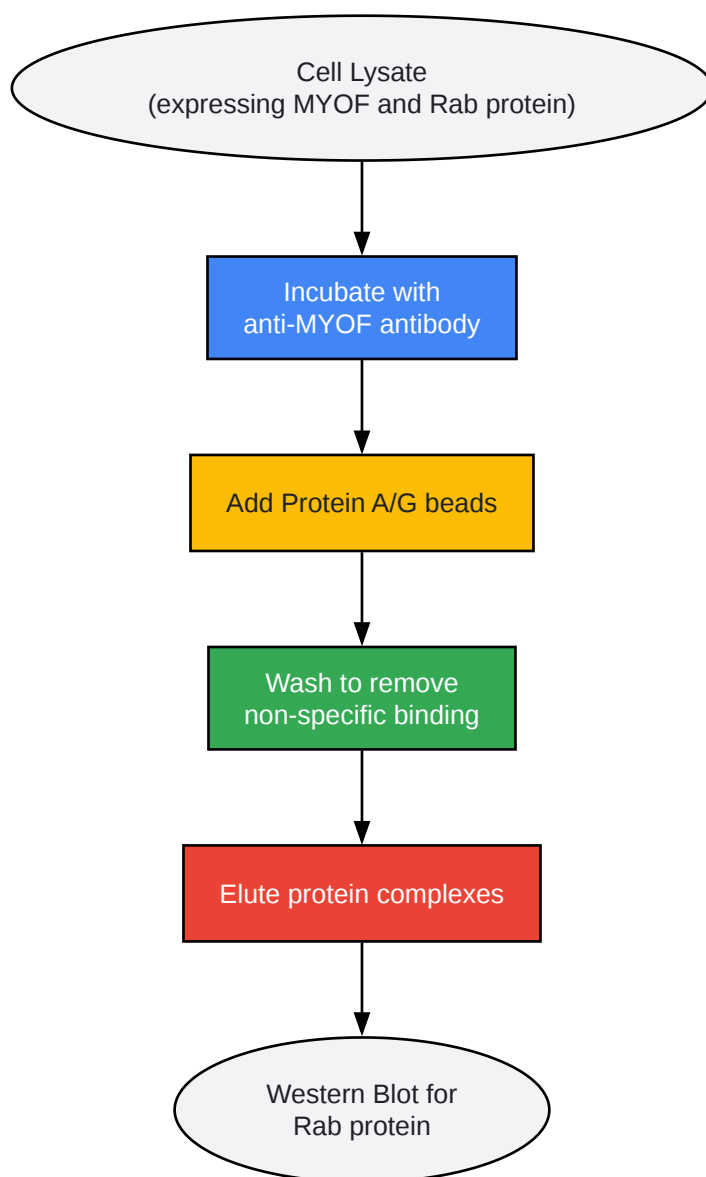 Cell Lysate
(expressing MYOF and Rab protein)
Incubate with
anti-MYOF antibody
Add Protein A/G beads
Wash to remove
non-specific binding
Elute protein complexes
Western Blot for
Rab protein